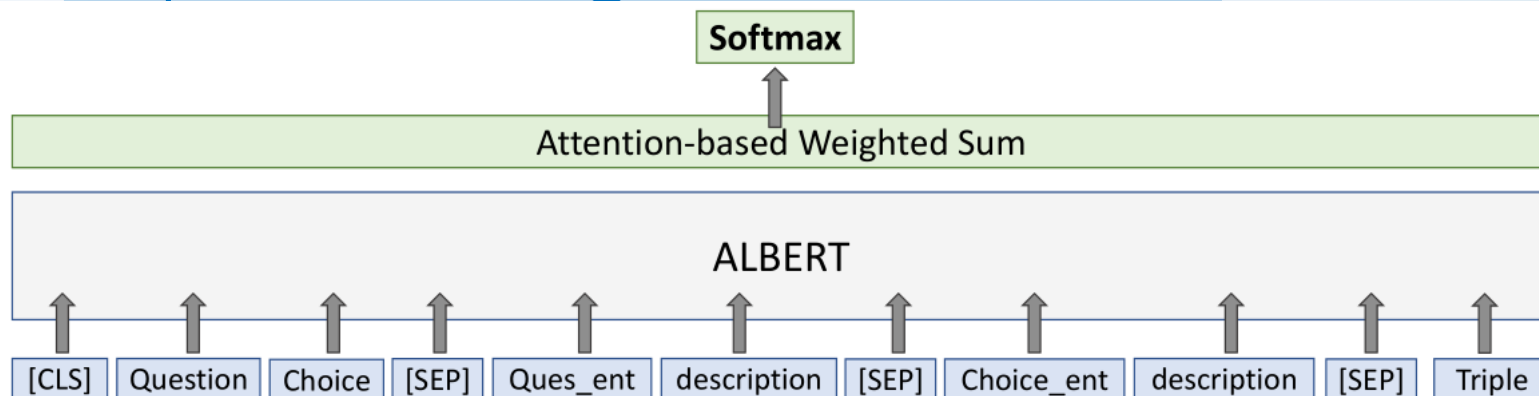 Softmax
Attention-based Weighted Sum
ALBERT
[CLS] Question Choice [SEP] Ques_ent description [SEP] Choice_ent description [SEP] Triple